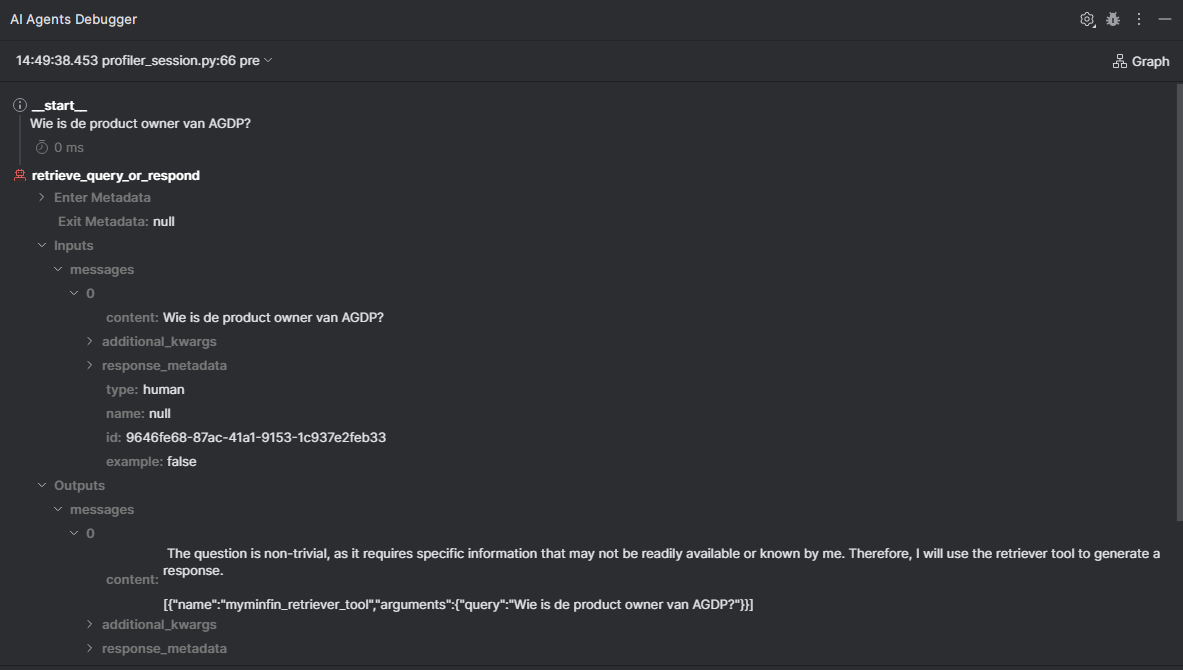 AI Agents Debugger
14:49:38.453 profiler_session.py:66 pre
Graph
__start__
Wie is de product owner van AGDP?
0 ms
retrieve_query_or_respond
Enter Metadata
Exit Metadata: null
Inputs
messages
0
content: Wie is de product owner van AGDP?
additional_kwargs
response_metadata
type: human
name: null
id: 9646fe68-87ac-41a1-9153-1c937e2feb33
example: false
Outputs
messages
0
content:
The question is non-trivial, as it requires specific information that may not be readily available or known by me. Therefore, I will use the retriever tool to generate a
response.
[{"name":"myminfin_retriever_tool","arguments":{"query":"Wie is de product owner van AGDP?"}}]
additional_kwargs
response_metadata